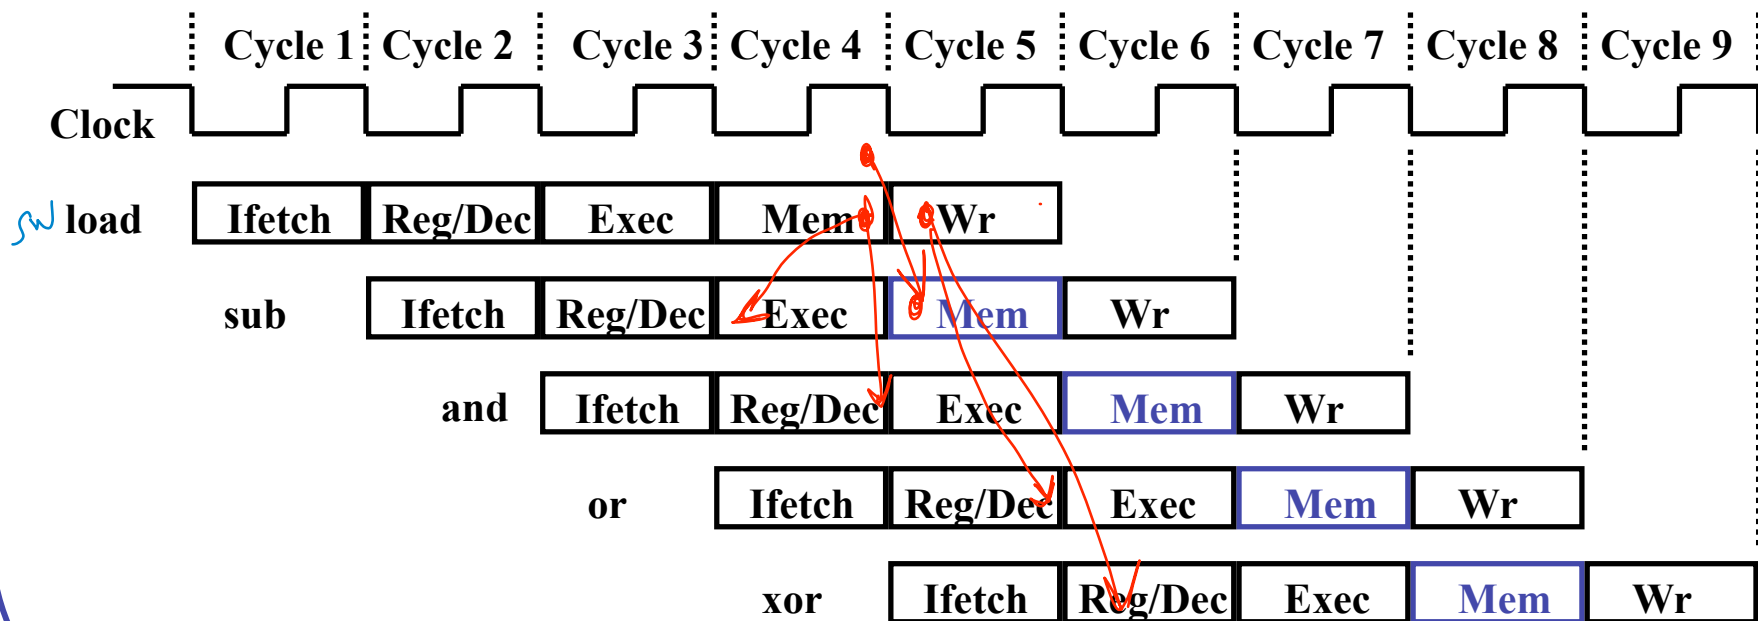 Cycle 1 Cycle 2 Cycle 3 Cycle 4 Cycle 5 Cycle 6 Cycle 7 Cycle 8 Cycle 9
Clock
sw load Ifetch Reg/Dec Exec Mem Wr
sub Ifetch Reg/Dec Exec Mem Wr
and Ifetch Reg/Dec Exec Mem Wr
or Ifetch Reg/Dec Exec Mem Wr
xor Ifetch Reg/Dec Exec Mem Wr